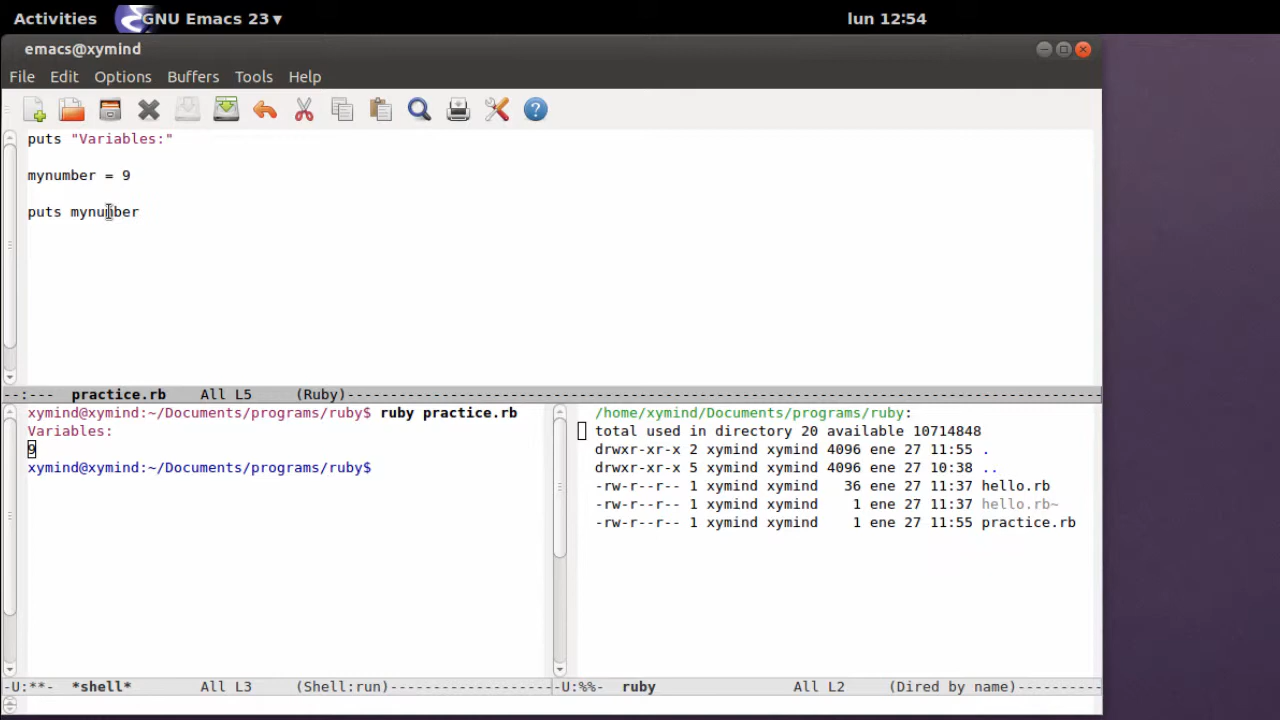 Activities GNU Emacs 23 ▾ lun 12:54
emacs@xymind
File Edit Options Buffers Tools Help
puts "Variables:"
mynumber = 9
puts mynumber
--:--- practice.rb All L5 (Ruby)----------------------------------------------------------------------------------------
xymind@xymind:~/Documents/programs/ruby$ ruby practice.rb
Variables:
9
xymind@xymind:~/Documents/programs/ruby$
-U:**- *shell* All L3 (Shell:run)-------------------
/home/xymind/Documents/programs/ruby:
total used in directory 20 available 10714848
drwxr-xr-x 2 xymind xymind 4096 ene 27 11:55 .
drwxr-xr-x 5 xymind xymind 4096 ene 27 10:38 ..
-rw-r--r-- 1 xymind xymind 36 ene 27 11:37 hello.rb
-rw-r--r-- 1 xymind xymind 1 ene 27 11:37 hello.rb~
-rw-r--r-- 1 xymind xymind 1 ene 27 11:55 practice.rb
-U:%%- ruby All L2 (Dired by name)----------